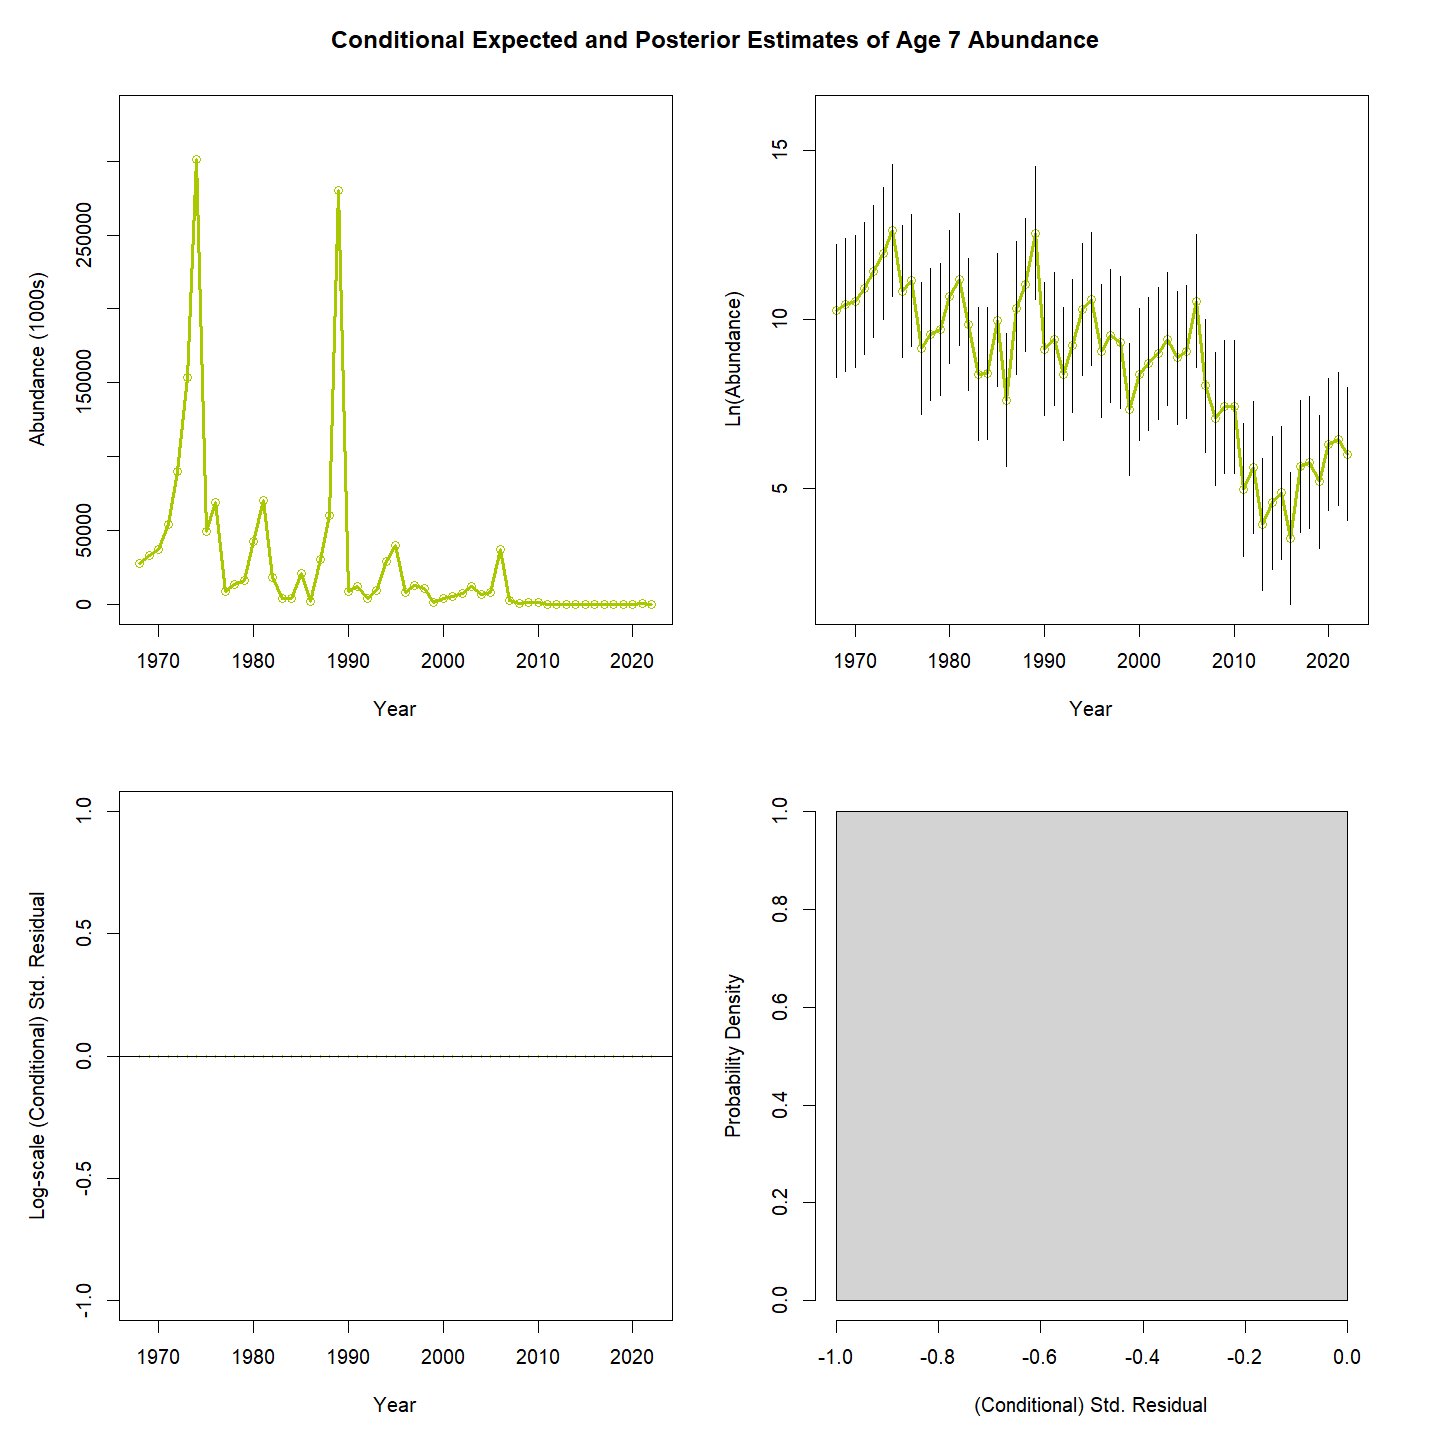 Conditional Expected and Posterior Estimates of Age 7 Abundance
Abundance (1000s)
0
50000
150000
250000
1970 1980 1990 2000 2010 2020
Year
Ln(Abundance)
5
10
15
1970 1980 1990 2000 2010 2020
Year
Log-scale (Conditional) Std. Residual
-1.0
-0.5
0.0
0.5
1.0
1970 1980 1990 2000 2010 2020
Year
Probability Density
0.0
0.2
0.4
0.6
0.8
1.0
-1.0 -0.8 -0.6 -0.4 -0.2 0.0
(Conditional) Std. Residual